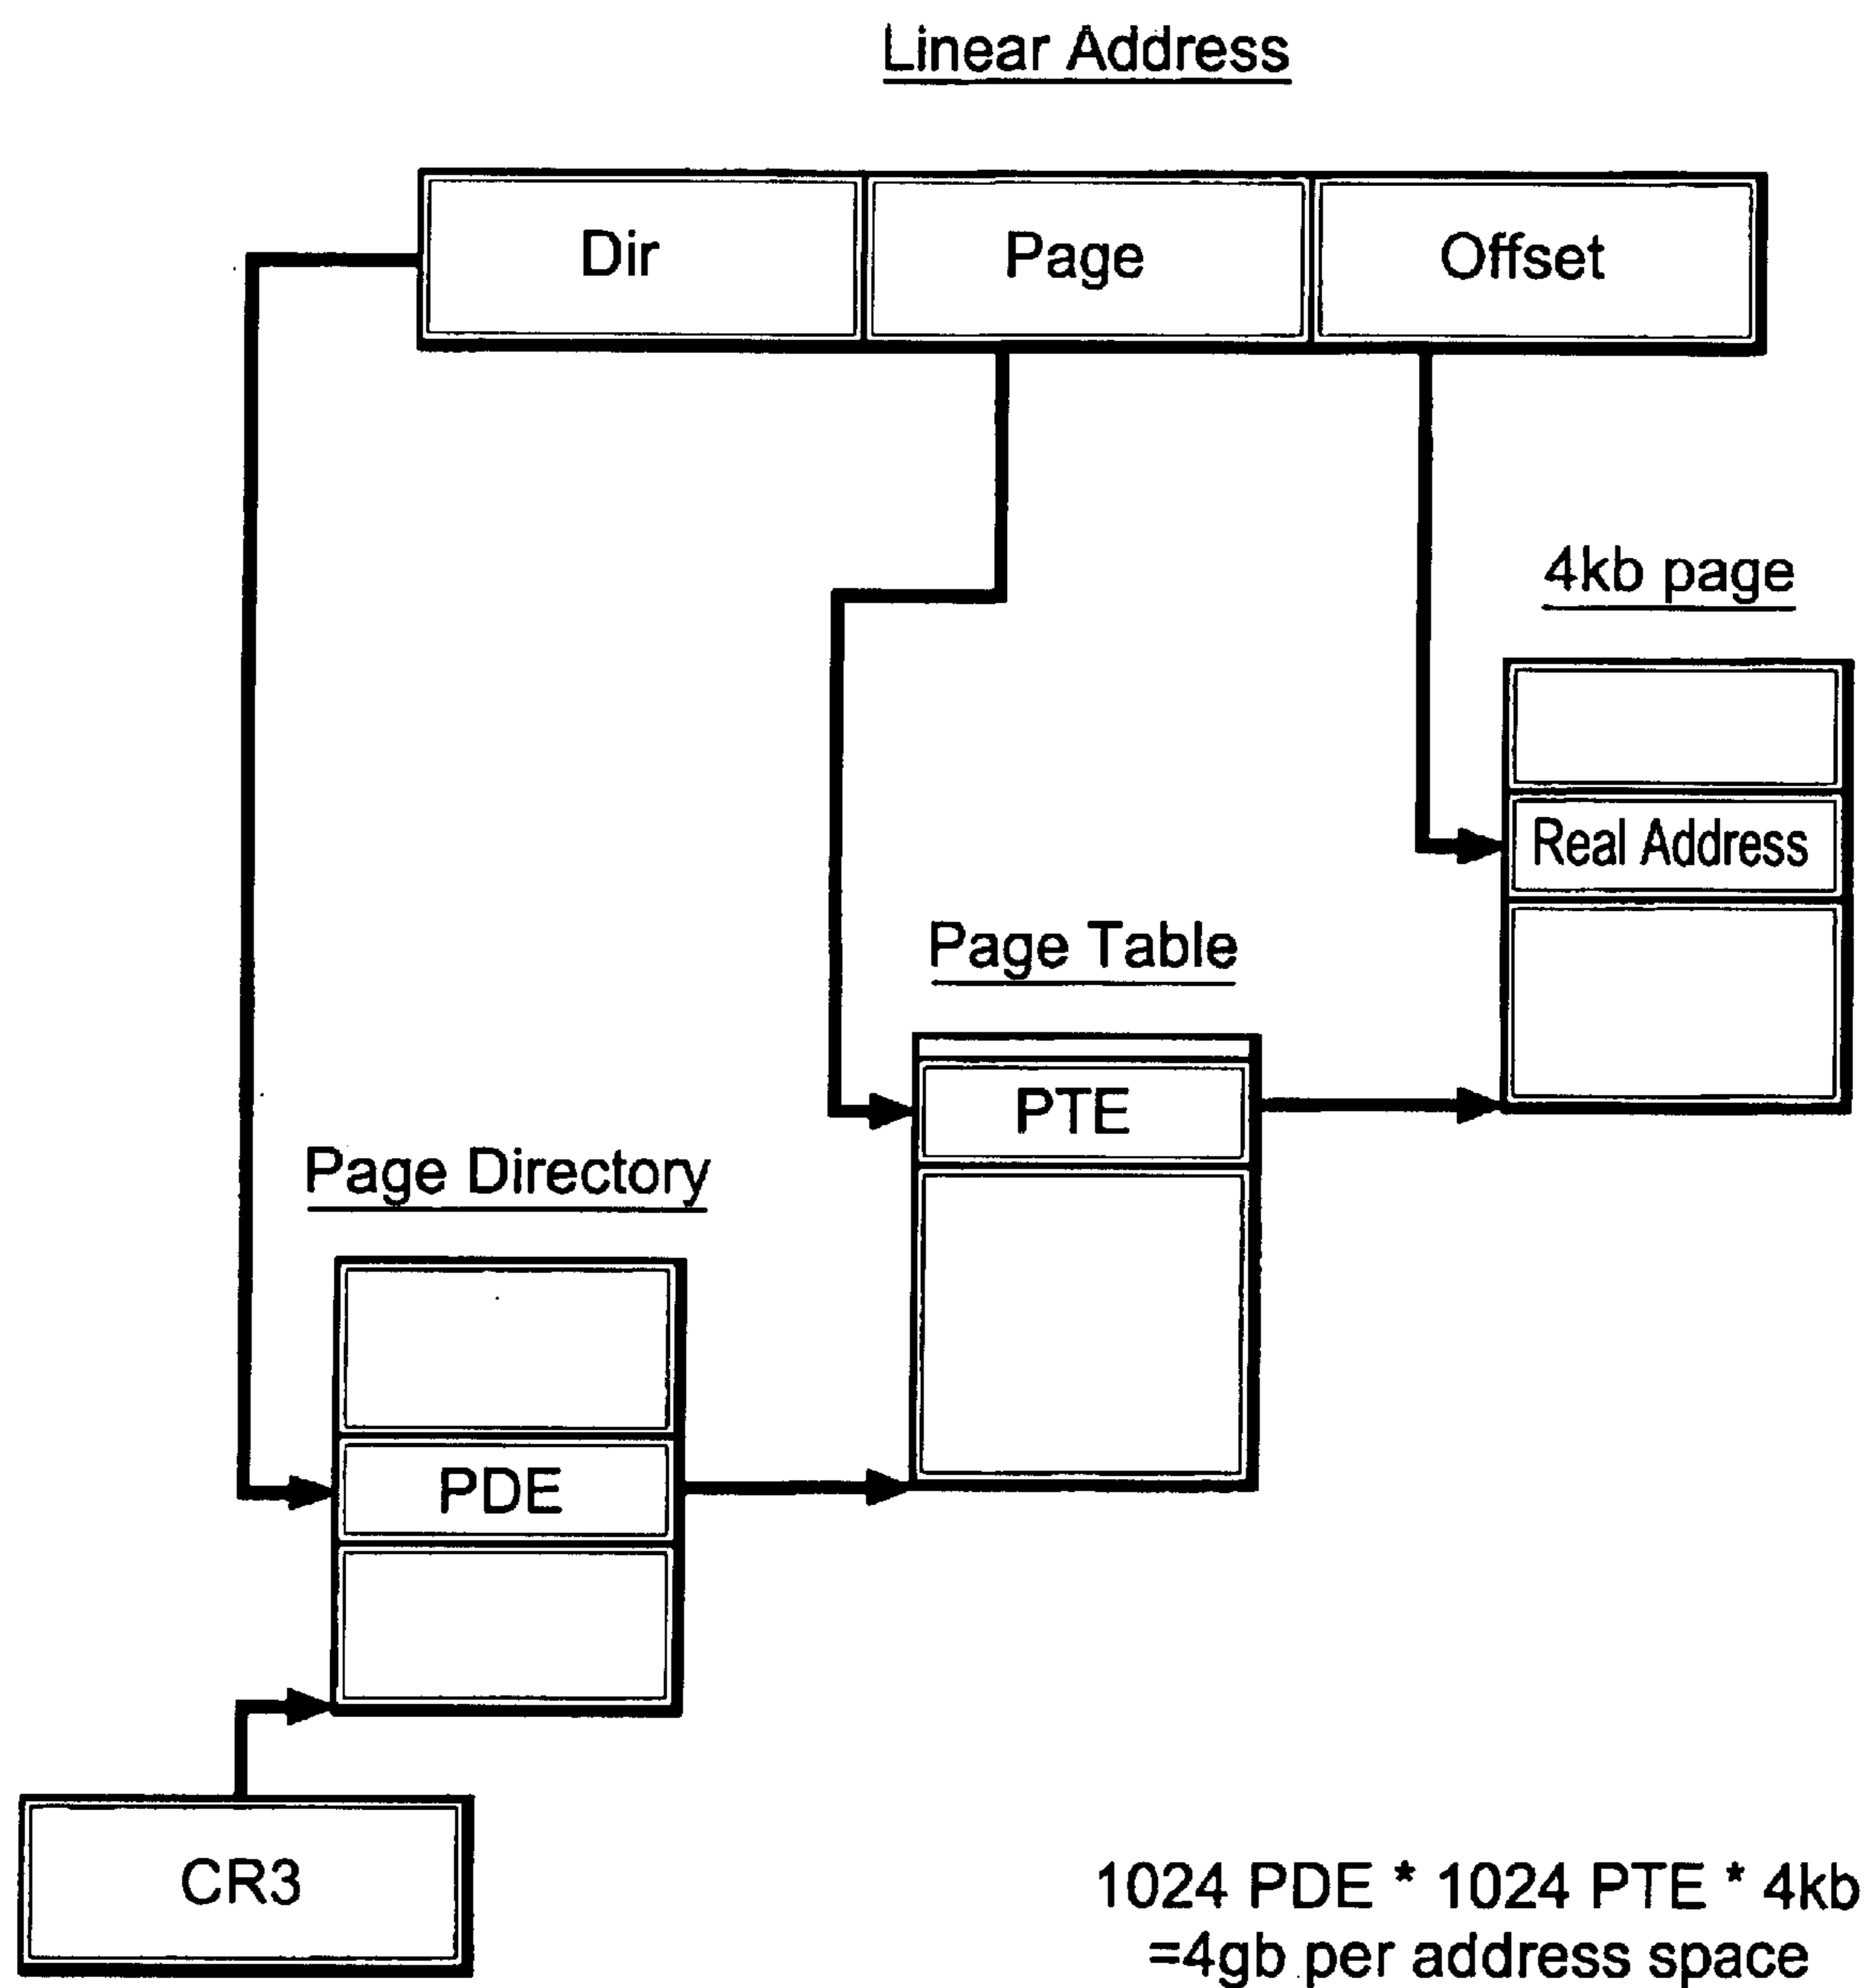 Linear Address
Dir
Page
Offset
4kb page
Real Address
Page Table
PTE
Page Directory
PDE
CR3
1024 PDE * 1024 PTE * 4kb
=4gb per address space